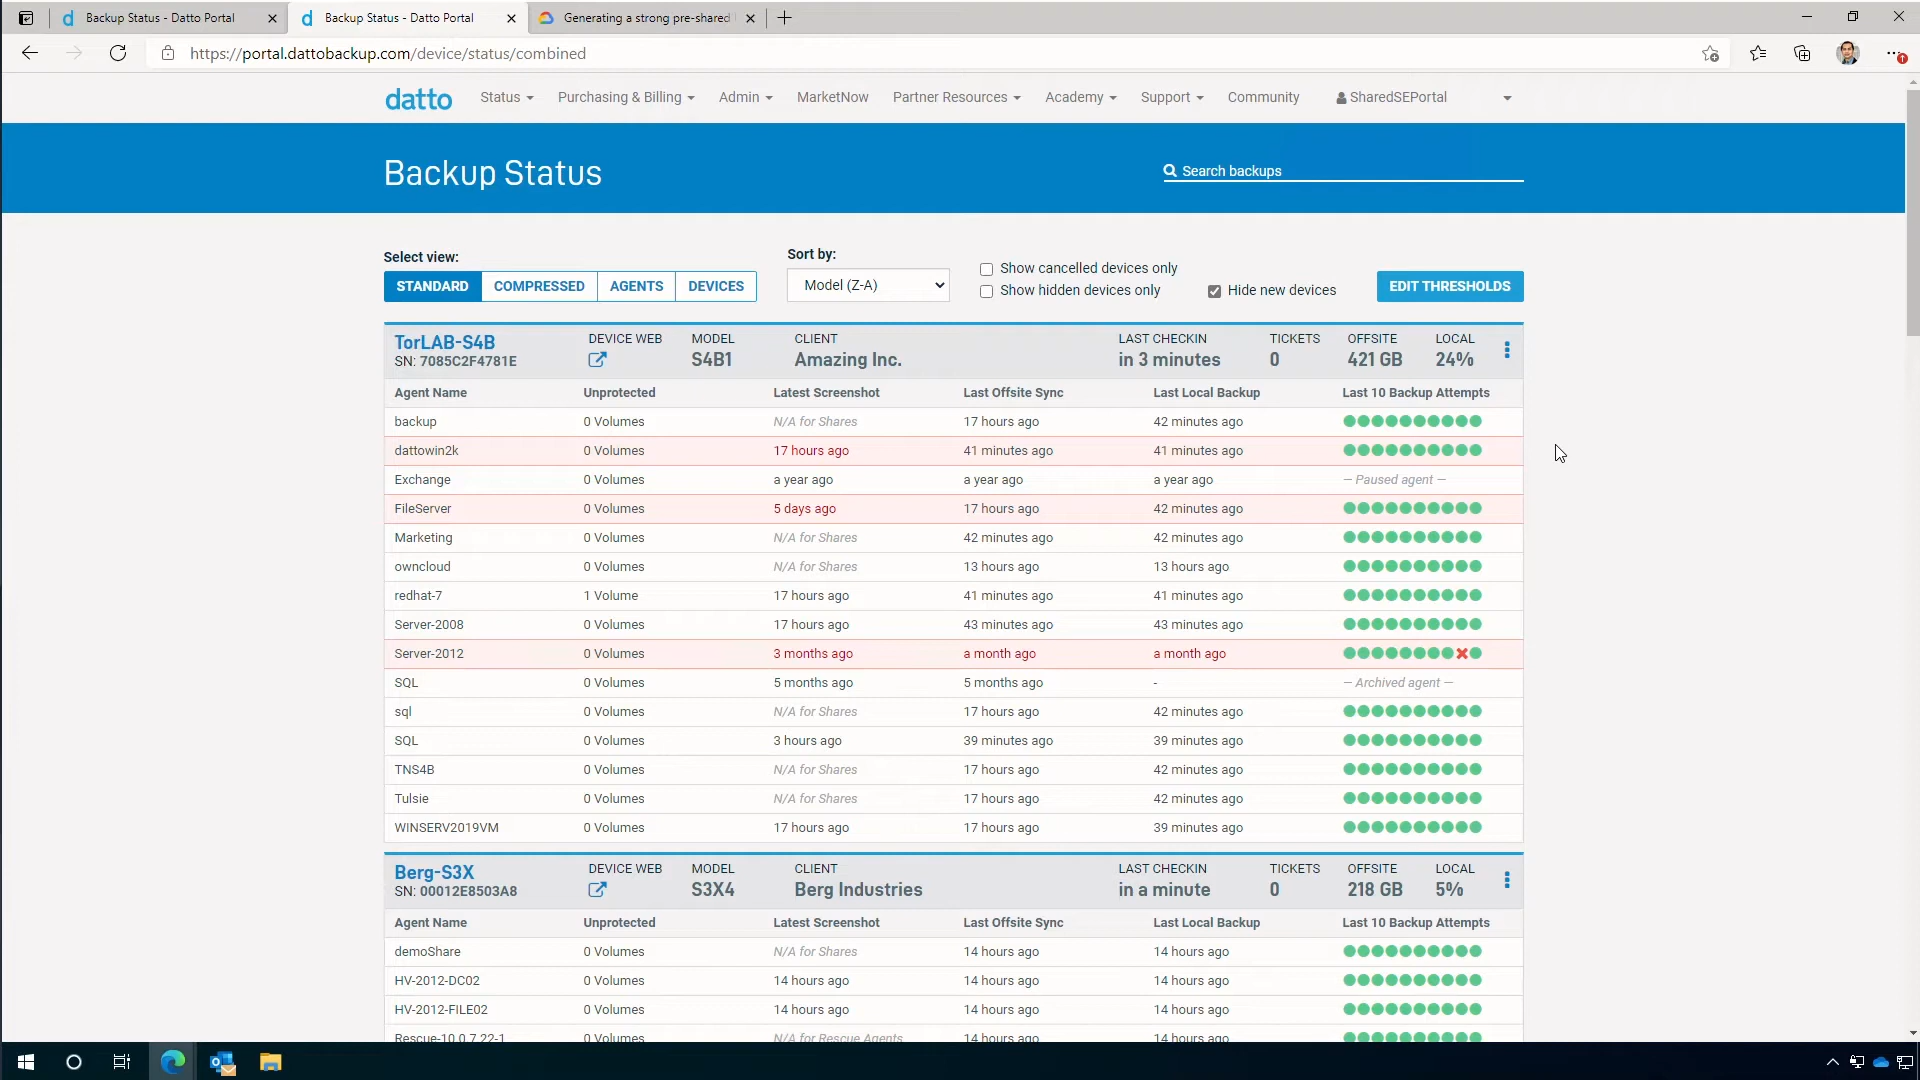 Backup Status - Datto Portal
Backup Status - Datto Portal
Generating a strong pre-shared
https://portal.dattobackup.com/device/status/combined
datto Status Purchasing & Billing Admin MarketNow Partner Resources Academy Support Community SharedSEPortal
Backup Status
Search backups
Select view:
STANDARD COMPRESSED AGENTS DEVICES
Sort by:
Model (Z-A)
Show cancelled devices only
Show hidden devices only
Hide new devices
EDIT THRESHOLDS
TorLAB-S4B DEVICE WEB MODEL CLIENT LAST CHECKIN TICKETS OFFSITE LOCAL
SN: 7085C2F4781E S4B1 Amazing Inc. in 3 minutes 0 421 GB 24%
Agent Name Unprotected Latest Screenshot Last Offsite Sync Last Local Backup Last 10 Backup Attempts
backup 0 Volumes N/A for Shares 17 hours ago 42 minutes ago
dattowin2k 0 Volumes 17 hours ago 41 minutes ago 41 minutes ago
Exchange 0 Volumes a year ago a year ago a year ago — Paused agent —
FileServer 0 Volumes 5 days ago 17 hours ago 42 minutes ago
Marketing 0 Volumes N/A for Shares 42 minutes ago 42 minutes ago
owncloud 0 Volumes N/A for Shares 13 hours ago 13 hours ago
redhat-7 1 Volume 17 hours ago 41 minutes ago 41 minutes ago
Server-2008 0 Volumes 17 hours ago 43 minutes ago 43 minutes ago
Server-2012 0 Volumes 3 months ago a month ago a month ago
SQL 0 Volumes 5 months ago 5 months ago - — Archived agent —
sql 0 Volumes N/A for Shares 17 hours ago 42 minutes ago
SQL 0 Volumes 3 hours ago 39 minutes ago 39 minutes ago
TNS4B 0 Volumes N/A for Shares 17 hours ago 42 minutes ago
Tulsie 0 Volumes N/A for Shares 17 hours ago 42 minutes ago
WINSERV2019VM 0 Volumes 17 hours ago 17 hours ago 39 minutes ago
Berg-S3X DEVICE WEB MODEL CLIENT LAST CHECKIN TICKETS OFFSITE LOCAL
SN: 00012E8503A8 S3X4 Berg Industries in a minute 0 218 GB 5%
Agent Name Unprotected Latest Screenshot Last Offsite Sync Last Local Backup Last 10 Backup Attempts
demoShare 0 Volumes N/A for Shares 14 hours ago 14 hours ago
HV-2012-DC02 0 Volumes 14 hours ago 14 hours ago 14 hours ago
HV-2012-FILE02 0 Volumes 14 hours ago 14 hours ago 14 hours ago
Rescue-10.0.7.22-1 0 Volumes N/A for Rescue Agents 14 hours ago 14 hours ago